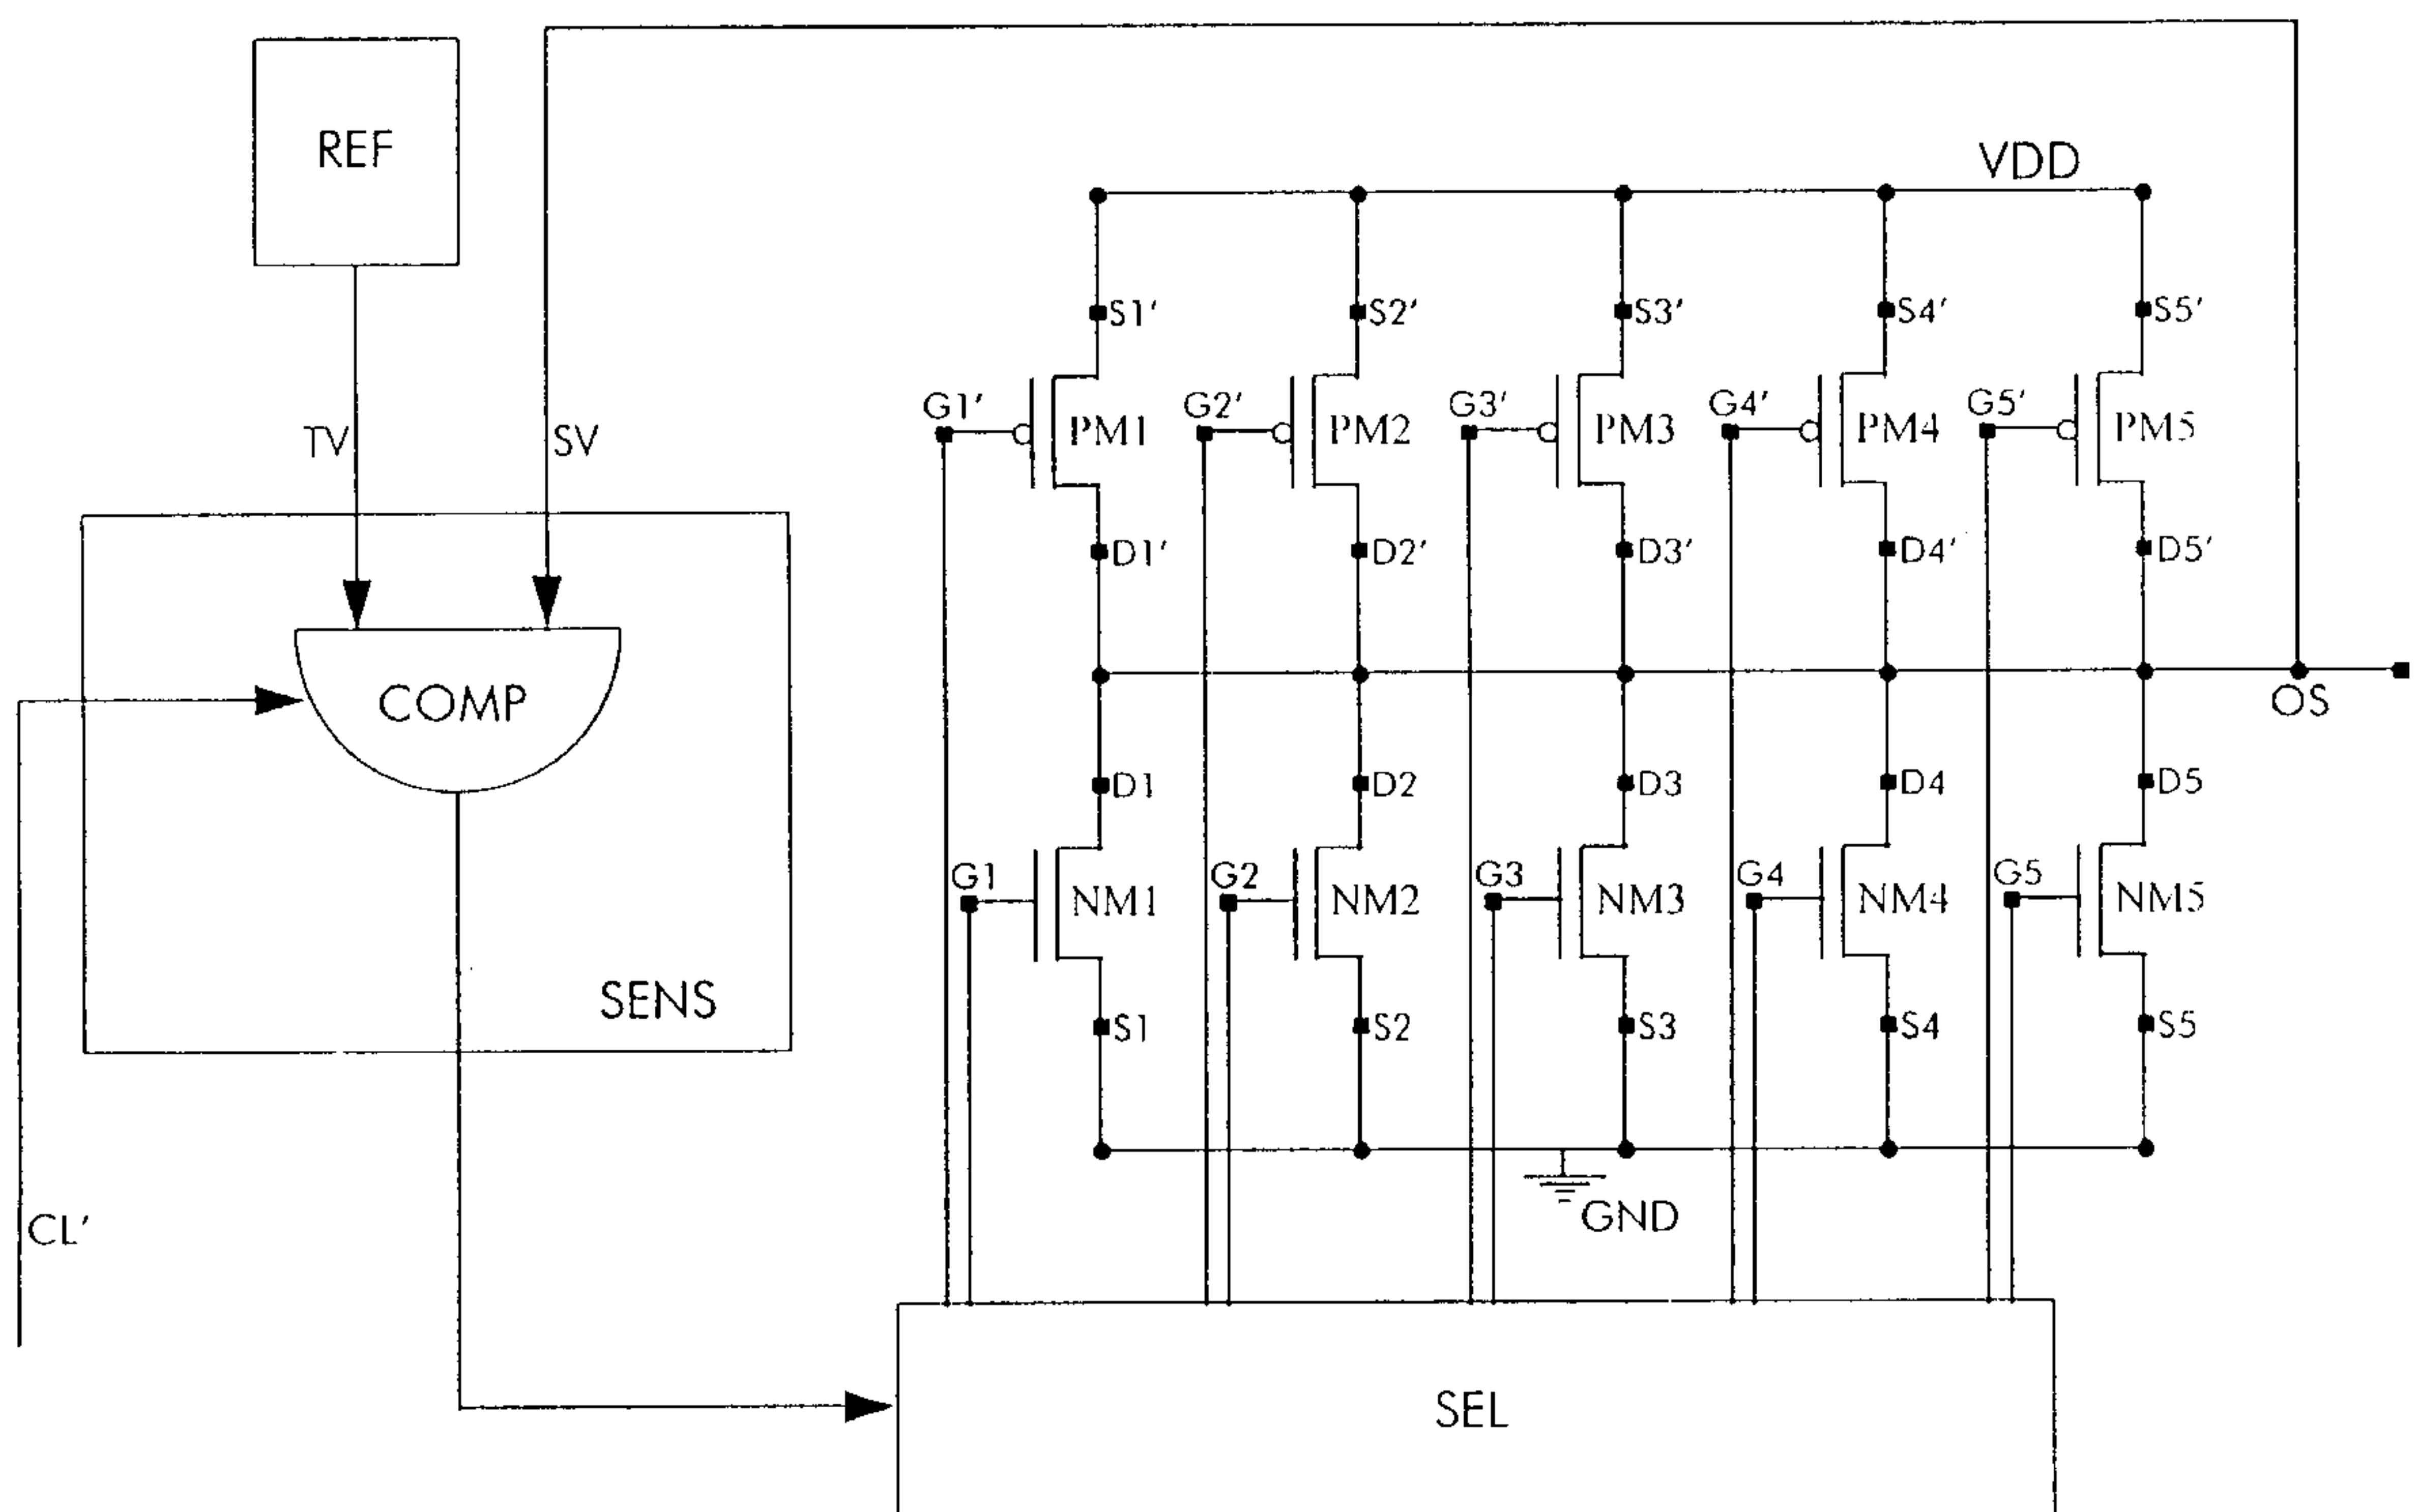 REF
VDD
S1' S2' S3' S4' S5'
G1' G2' G3' G4' G5'
TV SV PM1 PM2 PM3 PM4 PM5
D1' D2' D3' D4' D5'
COMP OS
D1 D2 D3 D4 D5
G1 G2 G3 G4 G5
NM1 NM2 NM3 NM4 NM5
SENS S1 S2 S3 S4 S5
CL' GND
SEL